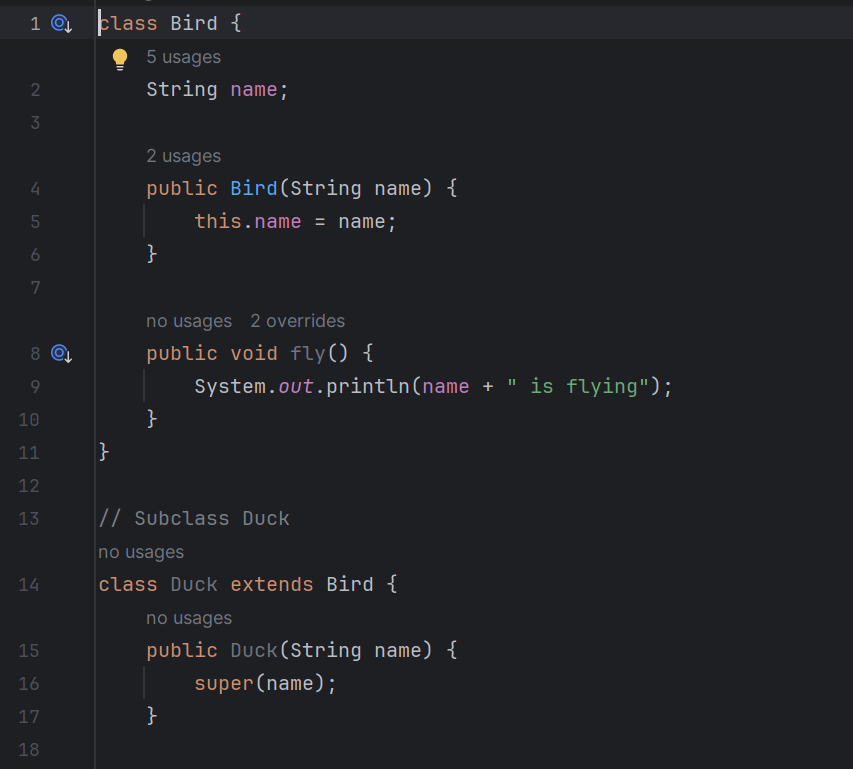 1 class Bird {
5 usages
2 String name;
3
2 usages
4 public Bird(String name) {
5 this.name = name;
6 }
7
no usages 2 overrides
8 public void fly() {
9 System.out.println(name + " is flying");
10 }
11 }
12
13 // Subclass Duck
no usages
14 class Duck extends Bird {
no usages
15 public Duck(String name) {
16 super(name);
17 }
18